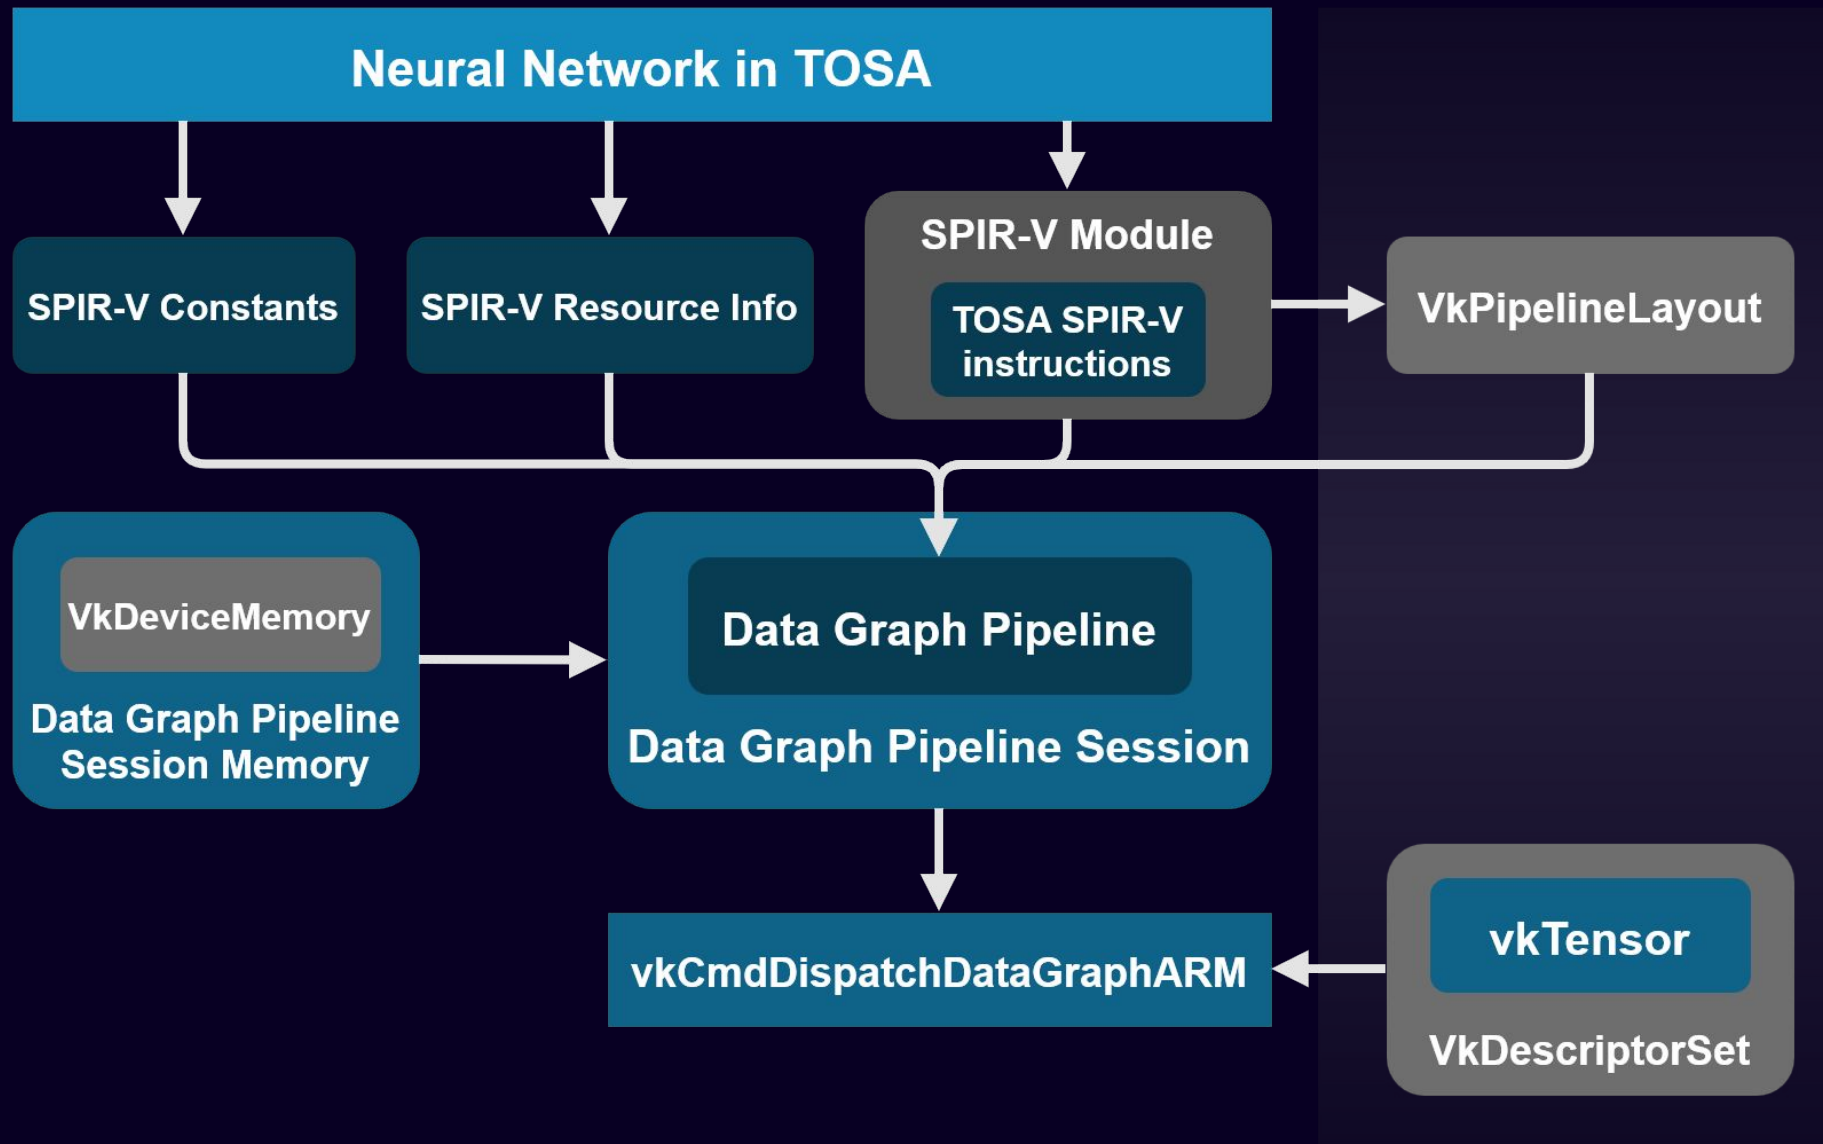 Neural Network in TOSA
SPIR-V Constants
SPIR-V Resource Info
SPIR-V Module
TOSA SPIR-V
instructions
VkPipelineLayout
VkDeviceMemory
Data Graph Pipeline
Session Memory
Data Graph Pipeline
Data Graph Pipeline Session
vkCmdDispatchDataGraphARM
vkTensor
VkDescriptorSet